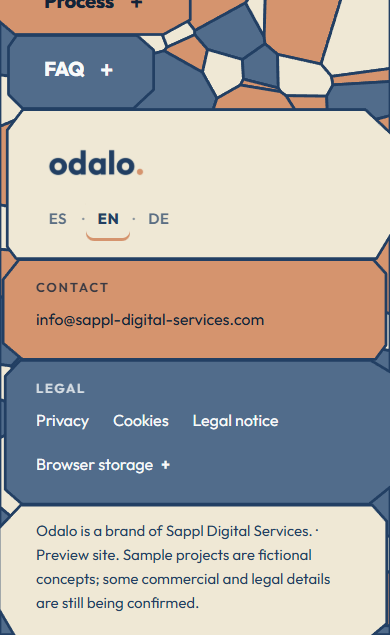 Process +
FAQ +
odalo.
ES · EN · DE
CONTACT
info@sappl-digital-services.com
LEGAL
Privacy Cookies Legal notice
Browser storage +
Odalo is a brand of Sappl Digital Services. ·
Preview site. Sample projects are fictional
concepts; some commercial and legal details
are still being confirmed.